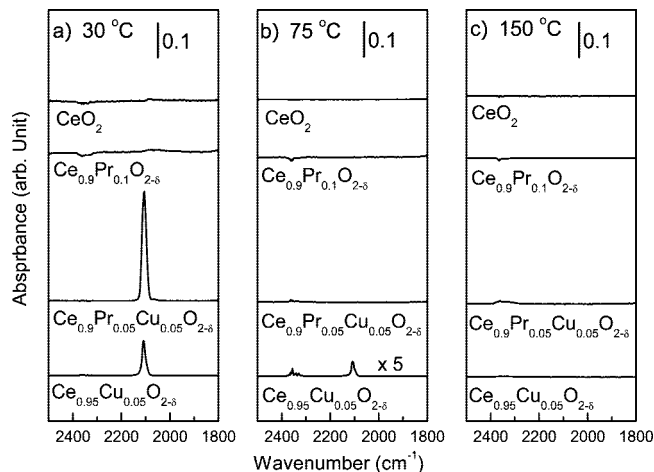 a) 30 °C
0.1
CeO₂
Ce₀.₉Pr₀.₁O₂₋δ
Ce₀.₉Pr₀.₀₅Cu₀.₀₅O₂₋δ
Ce₀.₉₅Cu₀.₀₅O₂₋δ
b) 75 °C
0.1
CeO₂
Ce₀.₉Pr₀.₁O₂₋δ
Ce₀.₉Pr₀.₀₅Cu₀.₀₅O₂₋δ
x 5
Ce₀.₉₅Cu₀.₀₅O₂₋δ
c) 150 °C
0.1
CeO₂
Ce₀.₉Pr₀.₁O₂₋δ
Ce₀.₉Pr₀.₀₅Cu₀.₀₅O₂₋δ
Ce₀.₉₅Cu₀.₀₅O₂₋δ
Absprbance (arb. Unit)
2400 2200 2000 1800
2400 2200 2000 1800
2400 2200 2000 1800
Wavenumber (cm⁻¹)